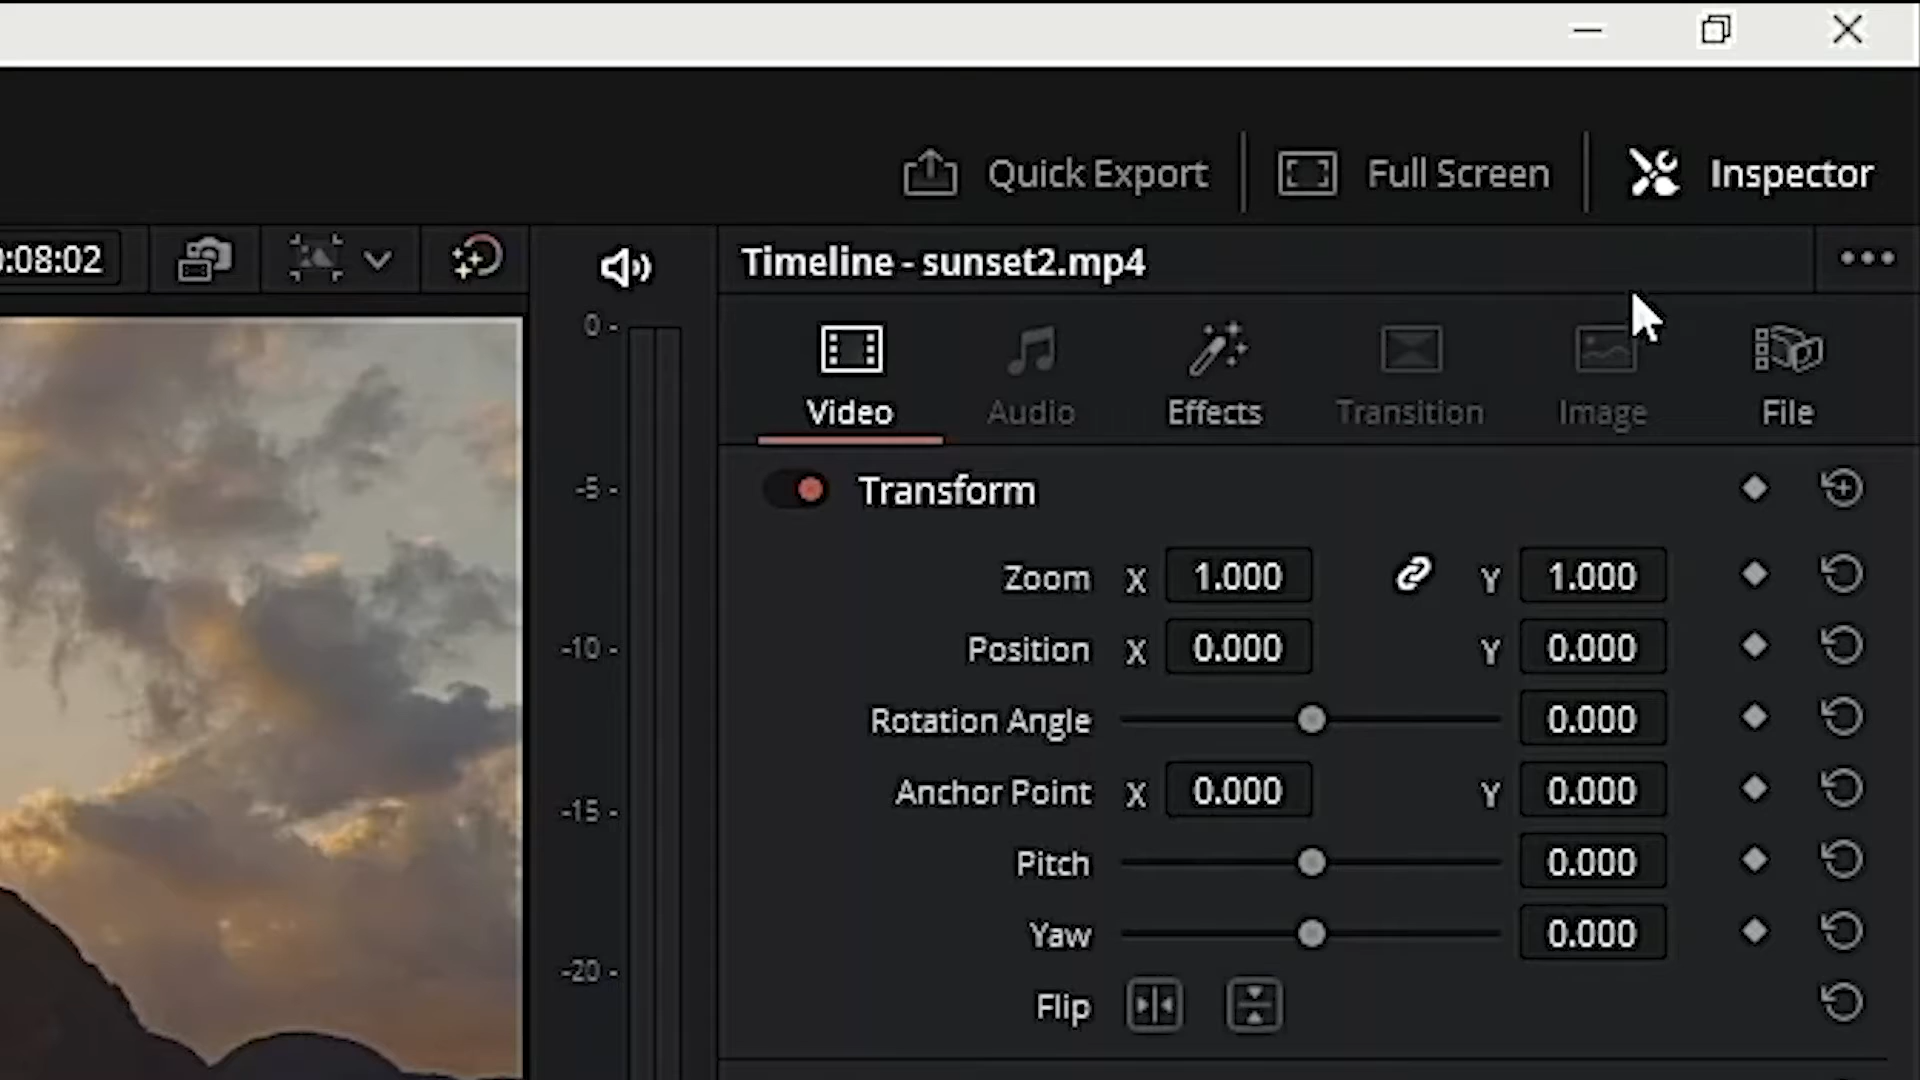 Quick Export Full Screen Inspector
:08:02
Timeline - sunset2.mp4
Video Audio Effects Transition Image File
0 -
-5 -
-10 -
-15 -
-20 -
Transform
Zoom X 1.000 Y 1.000
Position X 0.000 Y 0.000
Rotation Angle 0.000
Anchor Point X 0.000 Y 0.000
Pitch 0.000
Yaw 0.000
Flip